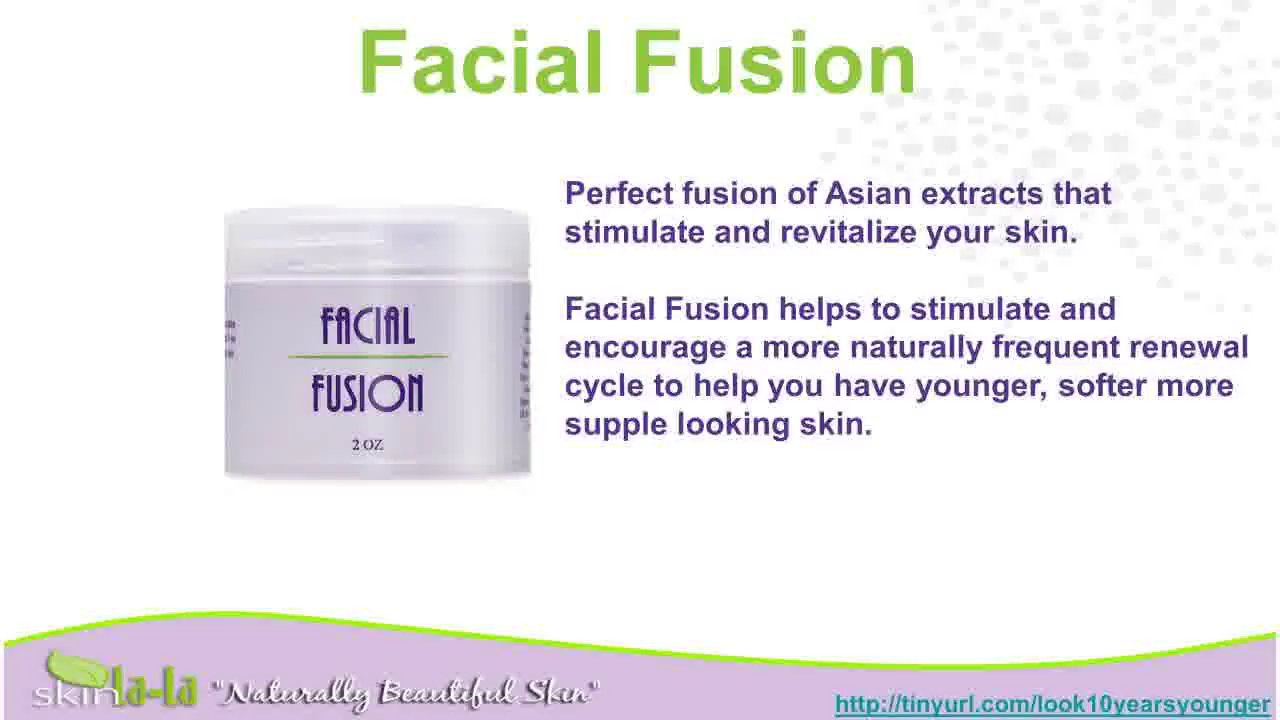 Facial Fusion
Perfect fusion of Asian extracts that
stimulate and revitalize your skin.
Facial Fusion helps to stimulate and
encourage a more naturally frequent renewal
cycle to help you have younger, softer more
supple looking skin.
FACIAL
FUSION
2 OZ
skin la-la "Naturally Beautiful Skin"
http://tinyurl.com/look10yearsyounger